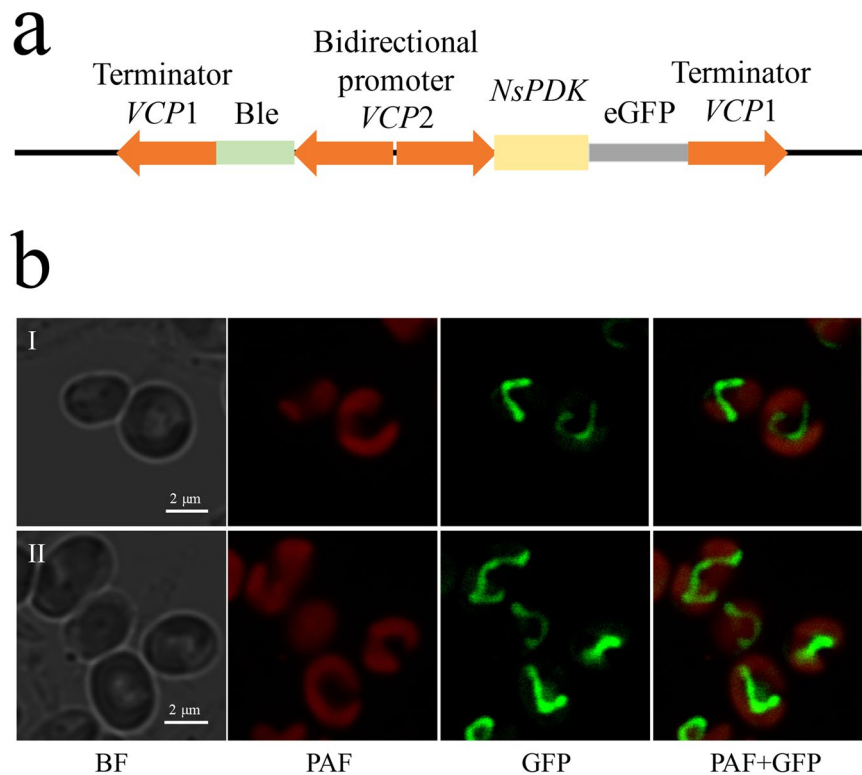 a
Bidirectional
Terminator promoter NsPDK Terminator
VCP1 Ble VCP2 eGFP VCP1
b
I
2 μm
II
2 μm
BF PAF GFP PAF+GFP